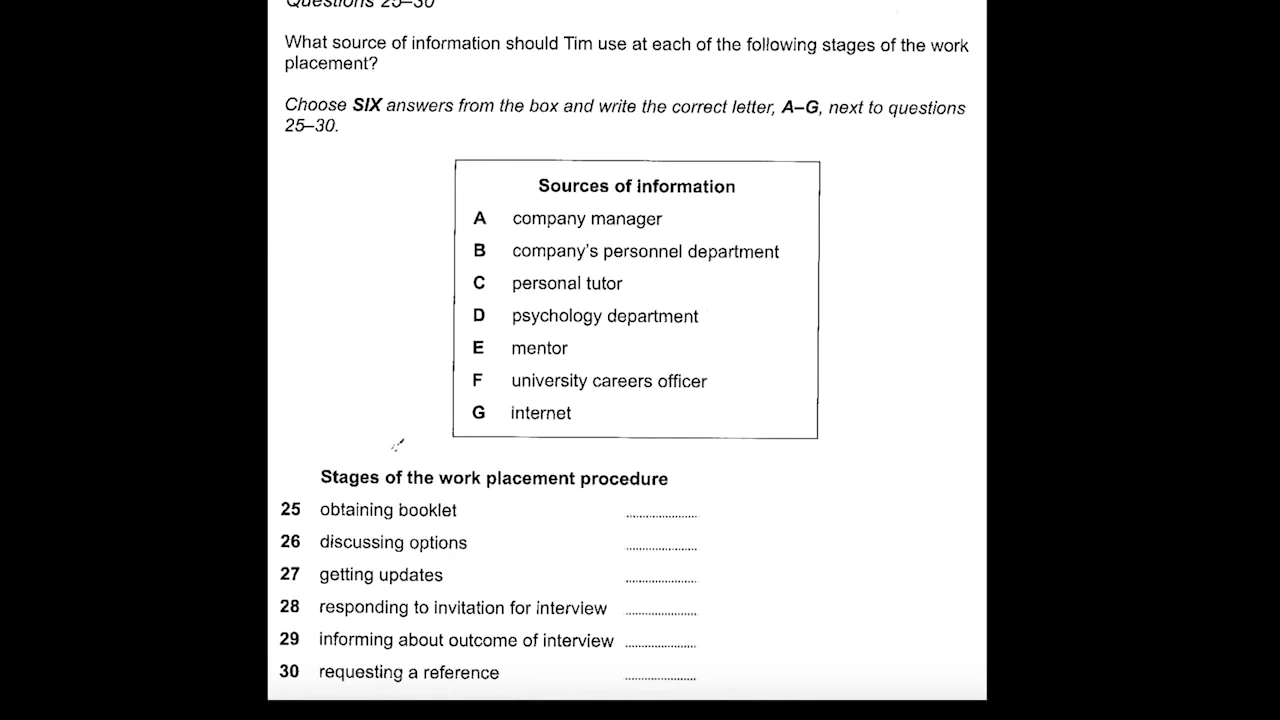 Questions 25–30
What source of information should Tim use at each of the following stages of the work
placement?
Choose SIX answers from the box and write the correct letter, A–G, next to questions
25–30.
Sources of information
A company manager
B company's personnel department
C personal tutor
D psychology department
E mentor
F university careers officer
G internet
Stages of the work placement procedure
25 obtaining booklet ....................
26 discussing options ....................
27 getting updates ....................
28 responding to invitation for interview ....................
29 informing about outcome of interview ....................
30 requesting a reference ....................